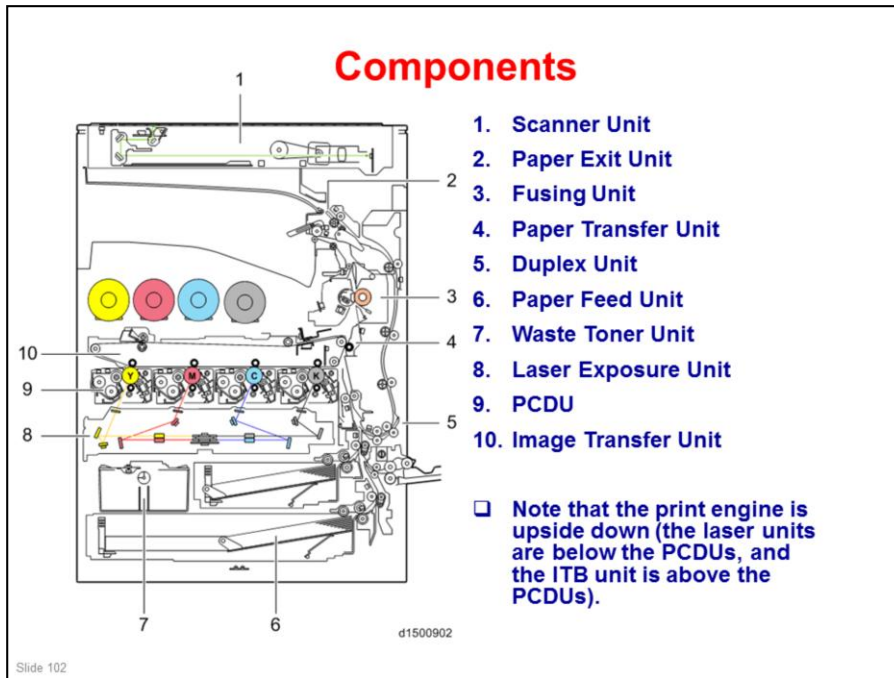 Components
1
2
3
4
5
6
7
8
9
10
Y
M
C
K
d1500902
1. Scanner Unit
2. Paper Exit Unit
3. Fusing Unit
4. Paper Transfer Unit
5. Duplex Unit
6. Paper Feed Unit
7. Waste Toner Unit
8. Laser Exposure Unit
9. PCDU
10. Image Transfer Unit
❑ Note that the print engine is
upside down (the laser units
are below the PCDUs, and
the ITB unit is above the
PCDUs).
Slide 102